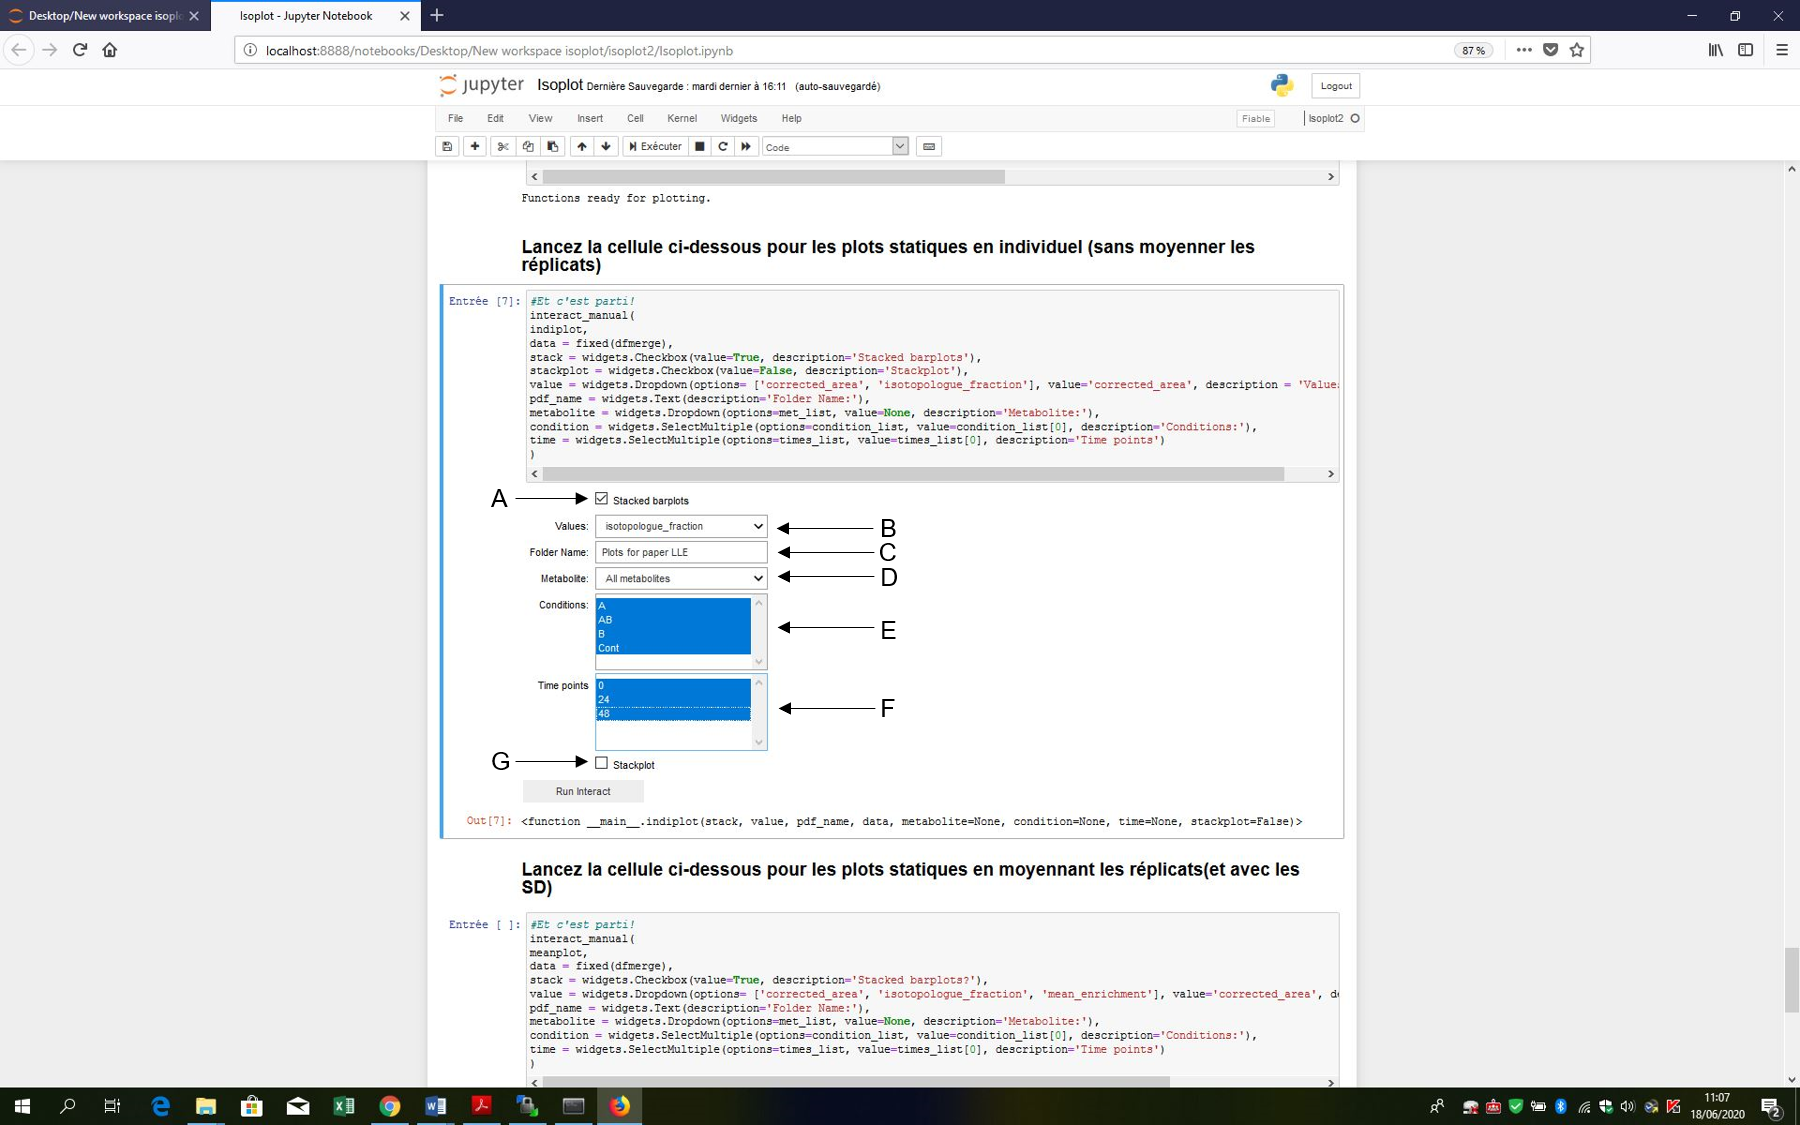 Desktop/New workspace isoplo
Isoplot - Jupyter Notebook
localhost:8888/notebooks/Desktop/New workspace isoplot/isoplot2/Isoplot.ipynb
87 %
jupyter Isoplot Dernière Sauvegarde : mardi dernier à 16:11 (auto-sauvegardé)
Logout
File Edit View Insert Cell Kernel Widgets Help
Fiable
Isoplot2
Exécuter
Code
Functions ready for plotting.
Lancez la cellule ci-dessous pour les plots statiques en individuel (sans moyenner les
réplicats)
Entrée [7]:
#Et c'est parti!
interact_manual(
indiplot,
data = fixed(dfmerge),
stack = widgets.Checkbox(value=True, description='Stacked barplots'),
stackplot = widgets.Checkbox(value=False, description='Stackplot'),
value = widgets.Dropdown(options= ['corrected_area', 'isotopologue_fraction'], value='corrected_area', description = 'Value:
pdf_name = widgets.Text(description='Folder Name:'),
metabolite = widgets.Dropdown(options=met_list, value=None, description='Metabolite:'),
condition = widgets.SelectMultiple(options=condition_list, value=condition_list[0], description='Conditions:'),
time = widgets.SelectMultiple(options=times_list, value=times_list[0], description='Time points')
)
A
Stacked barplots
Values: isotopologue_fraction
B
Folder Name: Plots for paper LLE
C
Metabolite: All metabolites
D
Conditions:
A
AB
B
Cont
E
Time points
0
24
48
F
G
Stackplot
Run Interact
Out[7]: <function __main__.indiplot(stack, value, pdf_name, data, metabolite=None, condition=None, time=None, stackplot=False)>
Lancez la cellule ci-dessous pour les plots statiques en moyennant les réplicats(et avec les
SD)
Entrée [ ]:
#Et c'est parti!
interact_manual(
meanplot,
data = fixed(dfmerge),
stack = widgets.Checkbox(value=True, description='Stacked barplots?'),
value = widgets.Dropdown(options= ['corrected_area', 'isotopologue_fraction', 'mean_enrichment'], value='corrected_area', de
pdf_name = widgets.Text(description='Folder Name:'),
metabolite = widgets.Dropdown(options=met_list, value=None, description='Metabolite:'),
condition = widgets.SelectMultiple(options=condition_list, value=condition_list[0], description='Conditions:'),
time = widgets.SelectMultiple(options=times_list, value=times_list[0], description='Time points')
)
11:07
18/06/2020
2